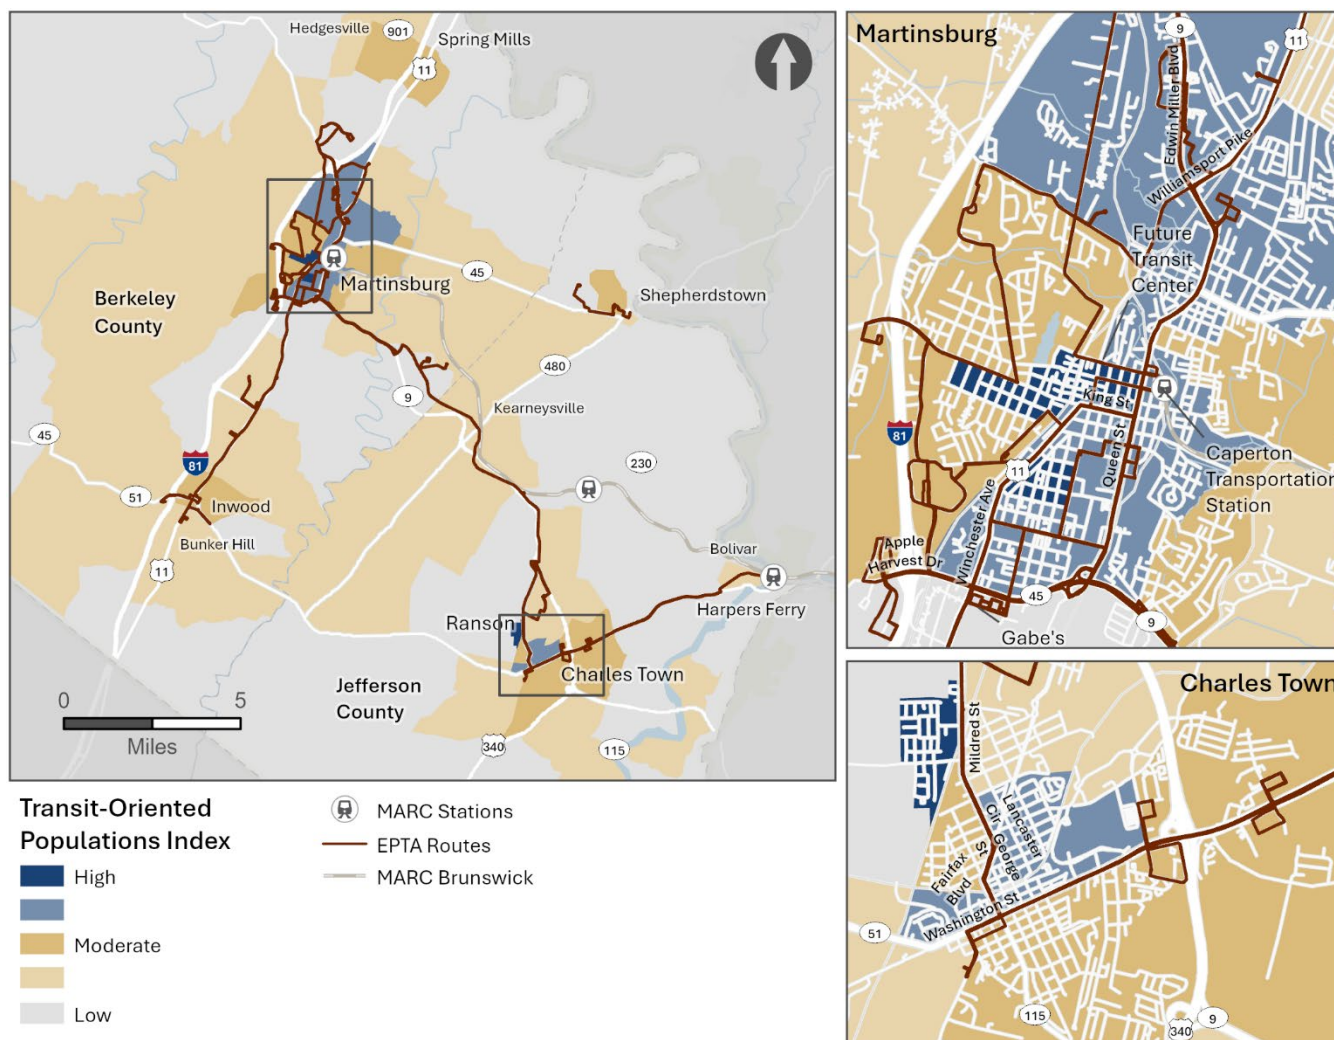 Hedgesville
901
Spring Mills
11
Martinsburg
45
Shepherdstown
Berkeley
County
480
9
Kearneysville
45
81
230
51
Inwood
Bunker Hill
11
Bolivar
Harpers Ferry
Ranson
Charles Town
Jefferson
County
0
5
Miles
340
115
Martinsburg
9
11
Edwin Miller Blvd
Williamsport Pike
Future
Transit
Center
King St
81
11
Queen St
Caperton
Transportation
Station
Winchester Ave
Apple
Harvest Dr
45
9
Gabe's
Charles Town
Mildred St
Lancaster
Cir
George
St
Fairfax
Blvd
Washington St
51
115
9
340
Transit-Oriented
Populations Index
High
Moderate
Low
MARC Stations
EPTA Routes
MARC Brunswick